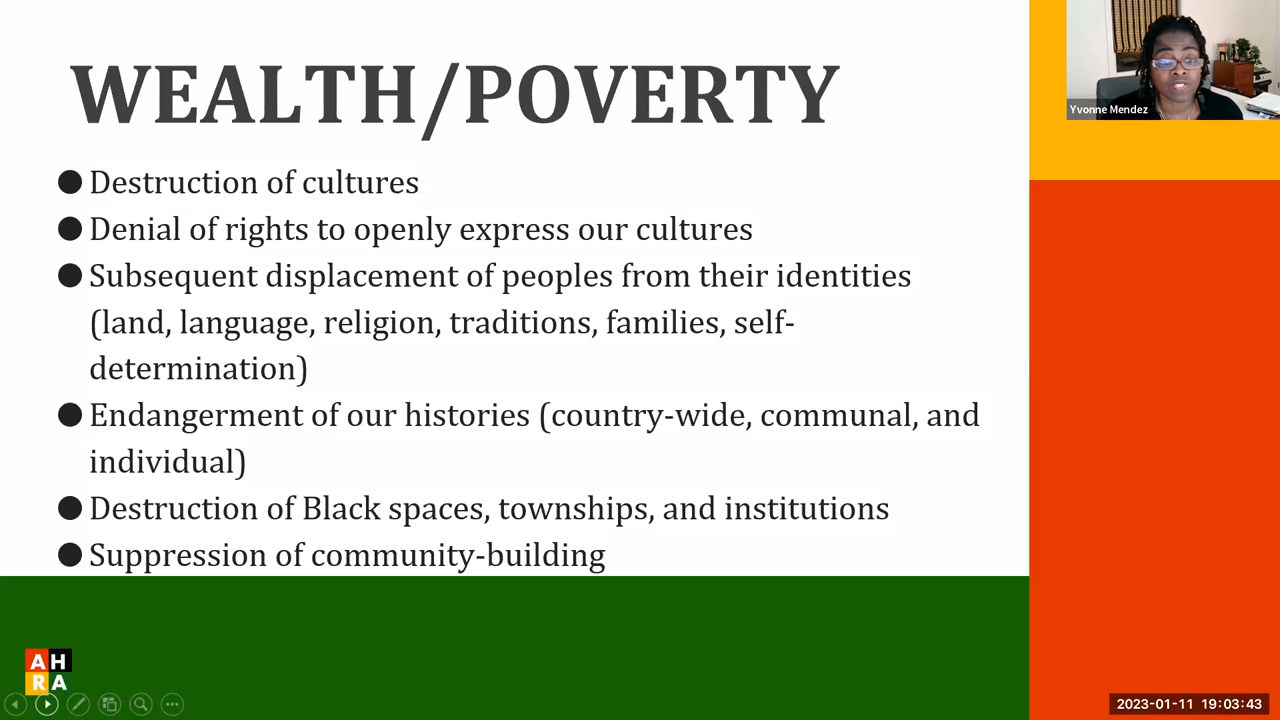 WEALTH/POVERTY
● Destruction of cultures
● Denial of rights to openly express our cultures
● Subsequent displacement of peoples from their identities
(land, language, religion, traditions, families, self-
determination)
● Endangerment of our histories (country-wide, communal, and
individual)
● Destruction of Black spaces, townships, and institutions
● Suppression of community-building
Yvonne Mendez
AH
RA
2023-01-11 19:03:43